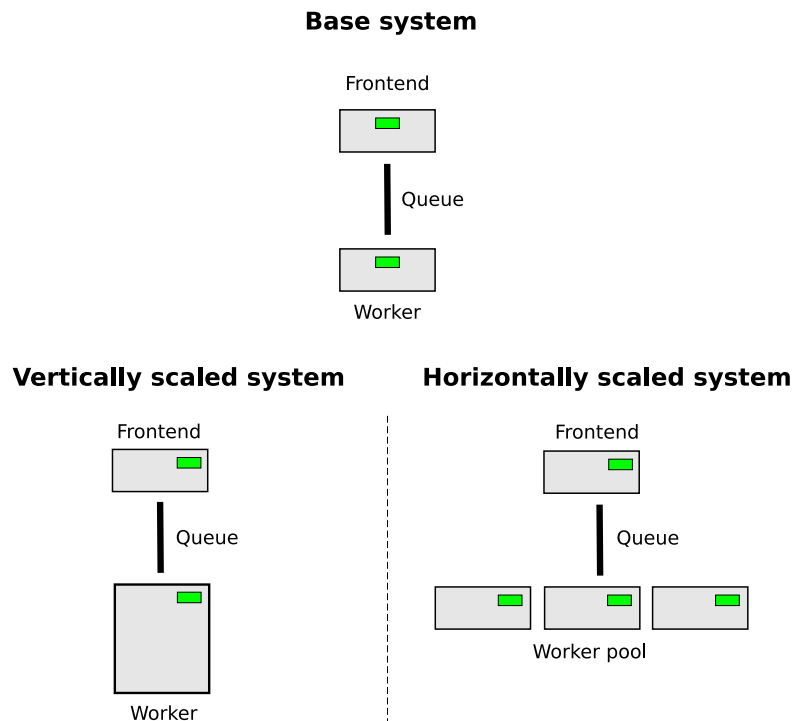 Base system
Frontend
Queue
Worker
Vertically scaled system
Frontend
Queue
Worker
Horizontally scaled system
Frontend
Queue
Worker pool